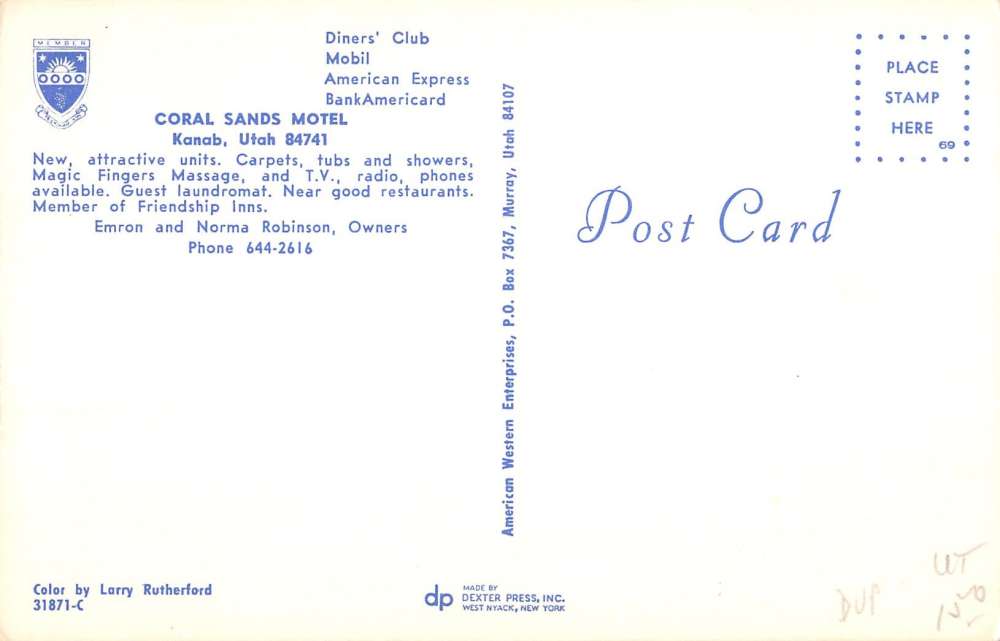 MEMBER
Diners' Club
Mobil
American Express
BankAmericard
CORAL SANDS MOTEL
Kanab, Utah 84741
New, attractive units. Carpets, tubs and showers,
Magic Fingers Massage, and T.V., radio, phones
available. Guest laundromat. Near good restaurants.
Member of Friendship Inns.
Emron and Norma Robinson, Owners
Phone 644-2616
Color by Larry Rutherford
31871-C
American Western Enterprises, P.O. Box 7367, Murray, Utah 84107
dp
MADE BY
DEXTER PRESS, INC.
WEST NYACK, NEW YORK
PLACE
STAMP
HERE
69
Post Card
UT
DUP